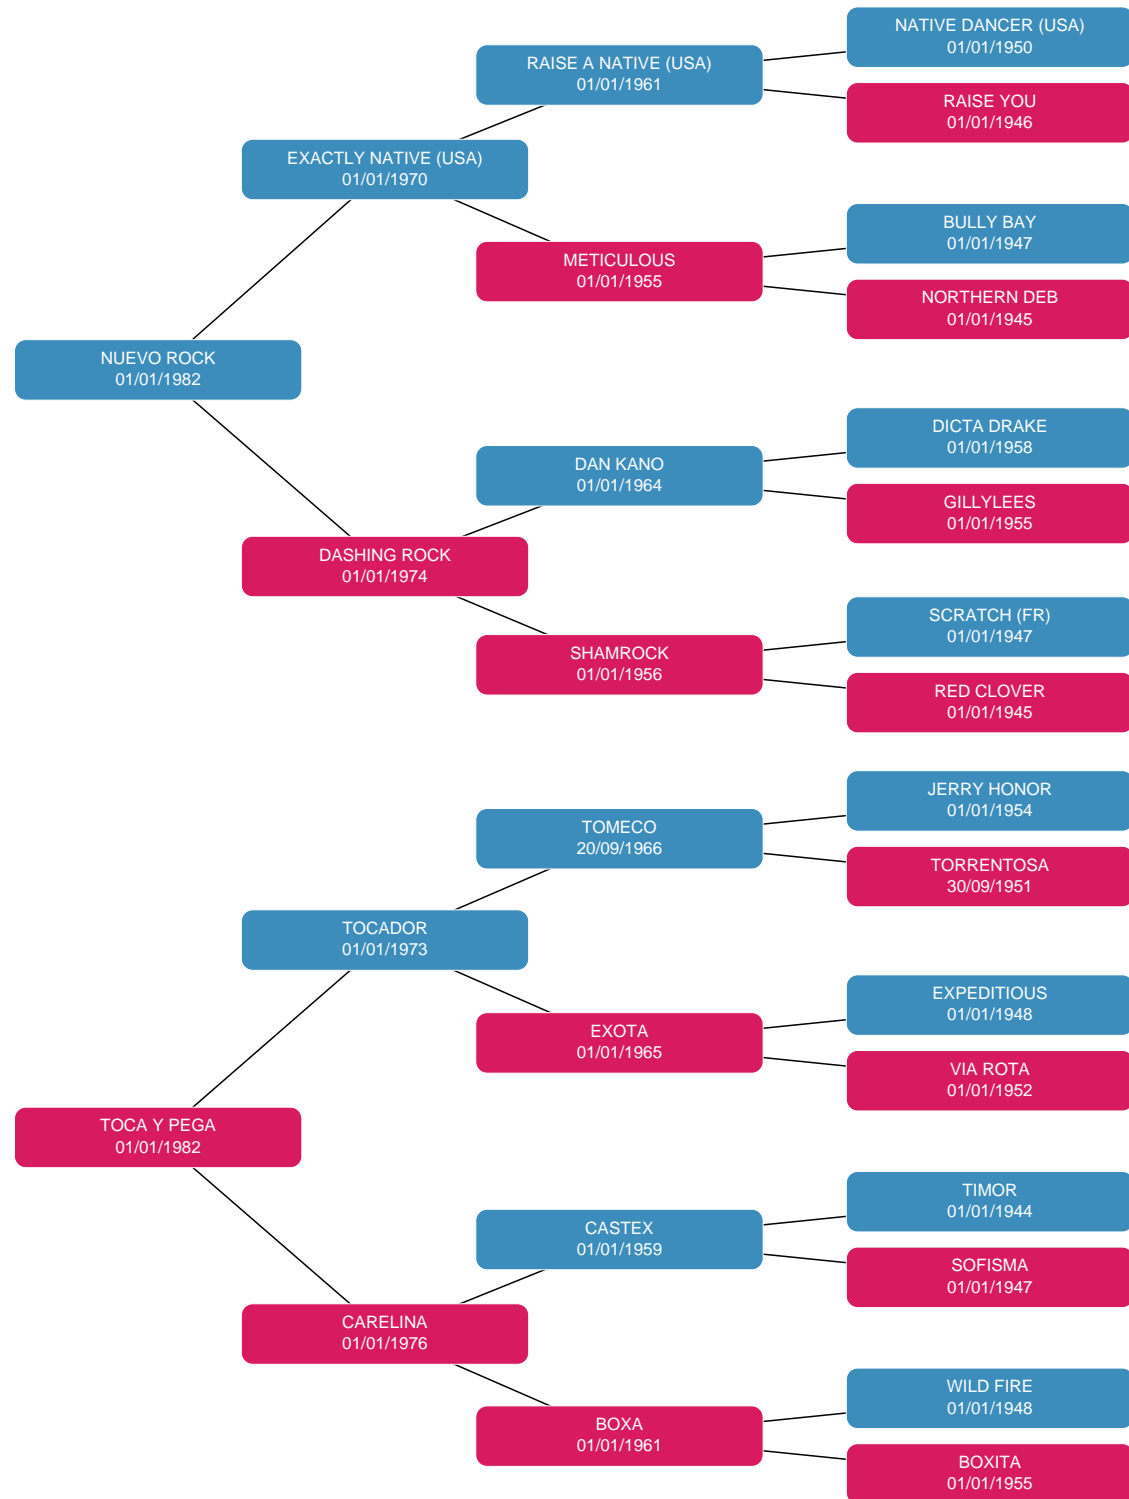 NATIVE DANCER (USA)
01/01/1950
RAISE A NATIVE (USA)
01/01/1961
RAISE YOU
01/01/1946
EXACTLY NATIVE (USA)
01/01/1970
BULLY BAY
01/01/1947
METICULOUS
01/01/1955
NORTHERN DEB
01/01/1945
NUEVO ROCK
01/01/1982
DICTA DRAKE
01/01/1958
DAN KANO
01/01/1964
GILLYLEES
01/01/1955
DASHING ROCK
01/01/1974
SCRATCH (FR)
01/01/1947
SHAMROCK
01/01/1956
RED CLOVER
01/01/1945
JERRY HONOR
01/01/1954
TOMECO
20/09/1966
TORRENTOSA
30/09/1951
TOCADOR
01/01/1973
EXPEDITIOUS
01/01/1948
EXOTA
01/01/1965
VIA ROTA
01/01/1952
TOCA Y PEGA
01/01/1982
TIMOR
01/01/1944
CASTEX
01/01/1959
SOFISMA
01/01/1947
CARELINA
01/01/1976
WILD FIRE
01/01/1948
BOXA
01/01/1961
BOXITA
01/01/1955